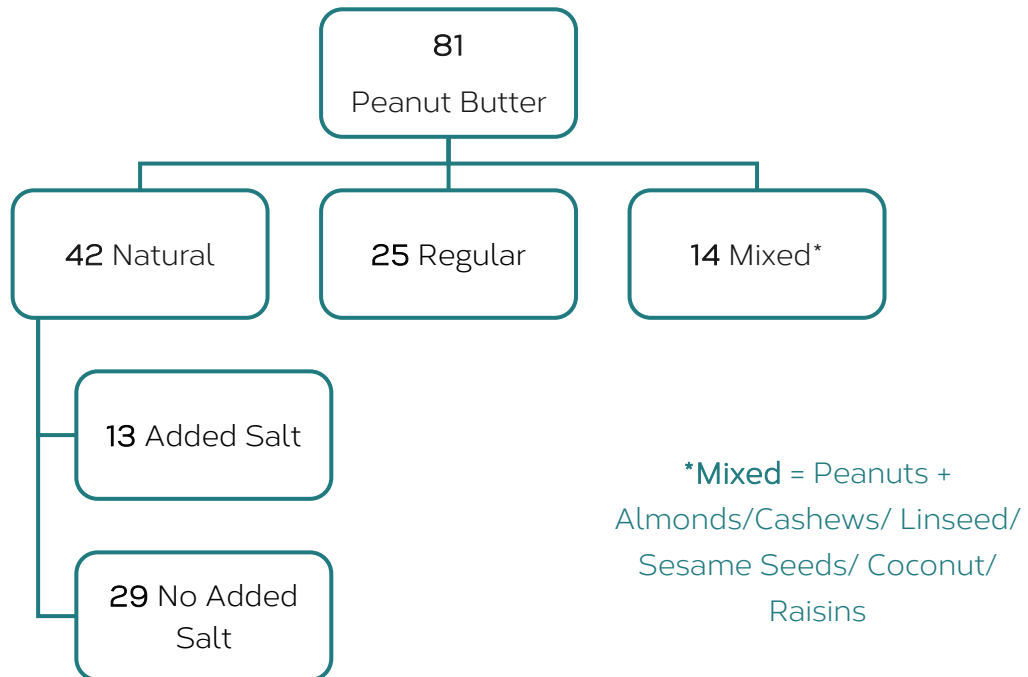 81
Peanut Butter
42 Natural
25 Regular
14 Mixed*
13 Added Salt
29 No Added
Salt
*Mixed = Peanuts +
Almonds/Cashews/ Linseed/
Sesame Seeds/ Coconut/
Raisins